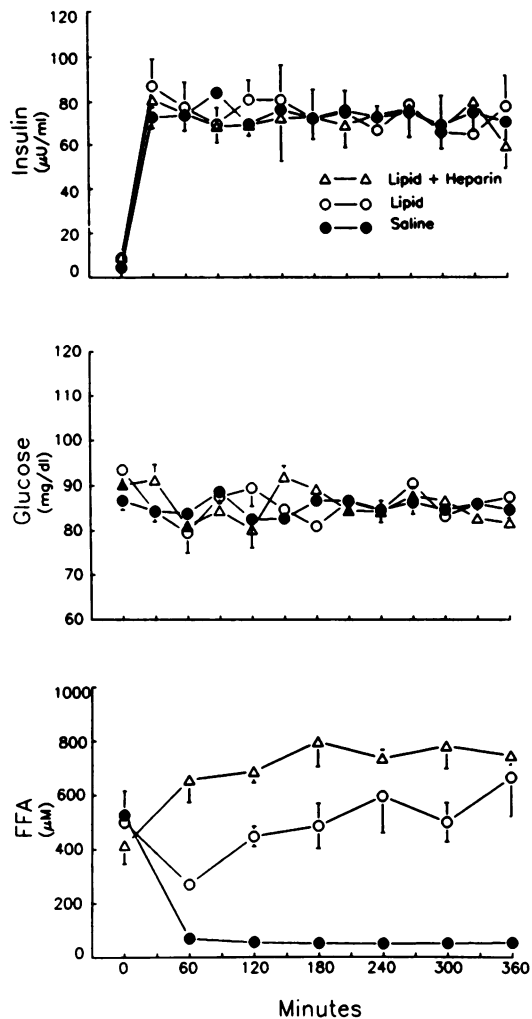 120
100
80
60
40
20
0
Insulin
(μU/ml)
Lipid + Heparin
Lipid
Saline
120
110
100
90
80
70
60
Glucose
(mg/dl)
1000
800
600
400
200
0
FFA
(μM)
0 60 120 180 240 300 360
Minutes